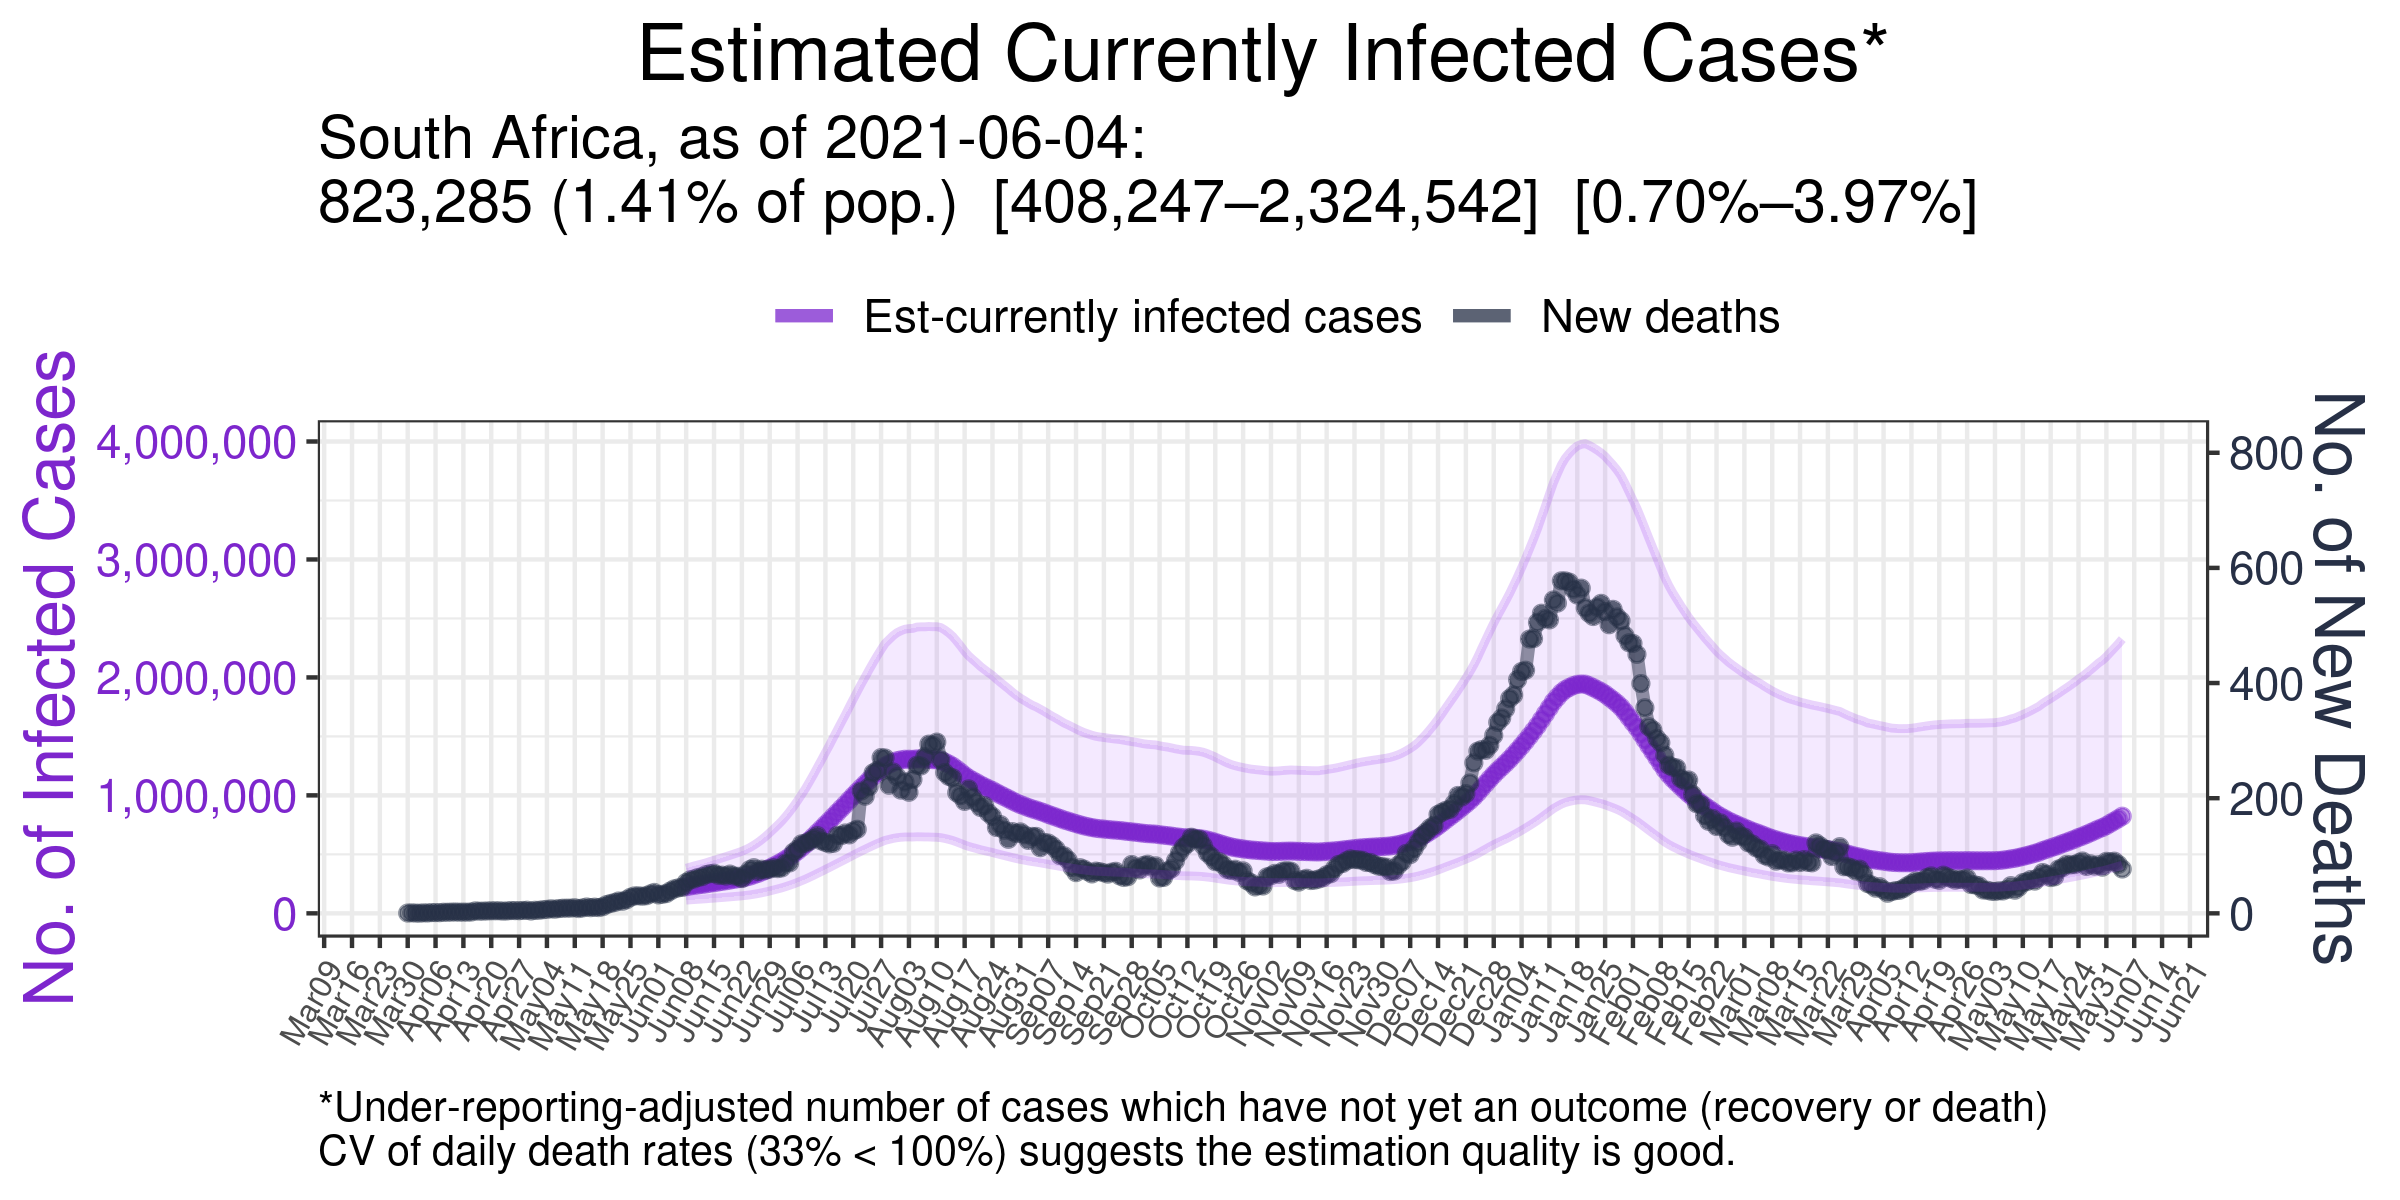 Estimated Currently Infected Cases*
South Africa, as of 2021-06-04:
823,285 (1.41% of pop.)  [408,247–2,324,542]  [0.70%–3.97%]
Est-currently infected cases
New deaths
No. of Infected Cases
4,000,000
3,000,000
2,000,000
1,000,000
0
800
600
400
200
0
No. of New Deaths
Mar09
Mar16
Mar23
Mar30
Apr06
Apr13
Apr20
Apr27
May04
May11
May18
May25
Jun01
Jun08
Jun15
Jun22
Jun29
Jul06
Jul13
Jul20
Jul27
Aug03
Aug10
Aug17
Aug24
Aug31
Sep07
Sep14
Sep21
Sep28
Oct05
Oct12
Oct19
Oct26
Nov02
Nov09
Nov16
Nov23
Nov30
Dec07
Dec14
Dec21
Dec28
Jan04
Jan11
Jan18
Jan25
Feb01
Feb08
Feb15
Feb22
Mar01
Mar08
Mar15
Mar22
Mar29
Apr05
Apr12
Apr19
Apr26
May03
May10
May17
May24
May31
Jun07
Jun14
Jun21
*Under-reporting-adjusted number of cases which have not yet an outcome (recovery or death)
CV of daily death rates (33% < 100%) suggests the estimation quality is good.